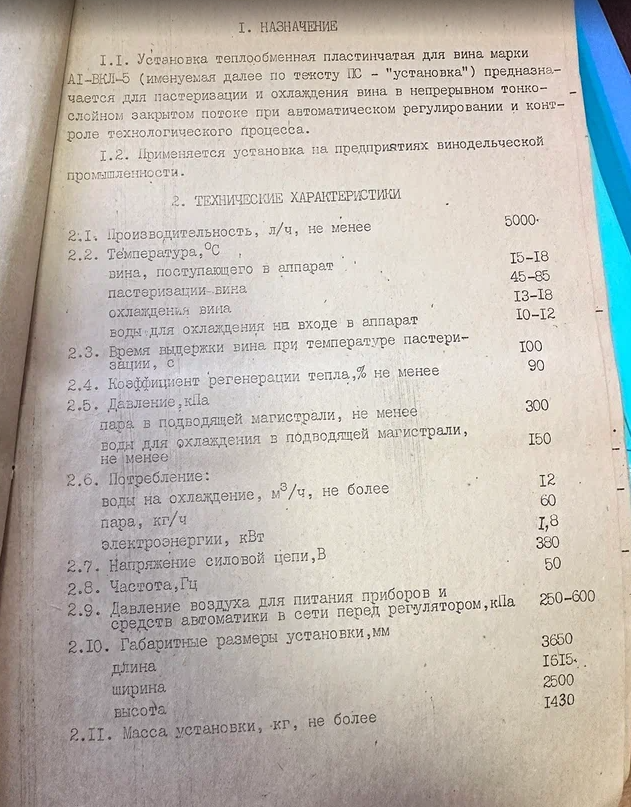 I. НАЗНАЧЕНИЕ
I.I. Установка теплообменная пластинчатая для вина марки
АI-ВКЛ-5 (именуемая далее по тексту ПС - "установка") предназна-
чается для пастеризации и охлаждения вина в непрерывном тонко-
слойном закрытом потоке при автоматическом регулировании и конт-
роле технологического процесса.
I.2. Применяется установка на предприятиях винодельческой
промышленности.
2. ТЕХНИЧЕСКИЕ ХАРАКТЕРИСТИКИ
2.I. Производительность, л/ч, не менее 5000
2.2. Температура,°С
вина, поступающего в аппарат I5-I8
пастеризации вина 45-85
охлаждения вина I3-I8
воды для охлаждения на входе в аппарат I0-I2
2.3. Время выдержки вина при температуре пастери-
зации, с I00
2.4. Коэффициент регенерации тепла,% не менее 90
2.5. Давление,кПа
пара в подводящей магистрали, не менее 300
воды для охлаждения в подводящей магистрали, I50
не менее
2.6. Потребление:
воды на охлаждение, м³/ч, не более I2
пара, кг/ч 60
электроэнергии, кВт I,8
2.7. Напряжение силовой цепи,В 380
2.8. Частота,Гц 50
2.9. Давление воздуха для питания приборов и
средств автоматики в сети перед регулятором,кПа 250-600
2.I0. Габаритные размеры установки,мм
длина 3650
ширина I6I5
высота 2500
2.II. Масса установки, кг, не более I430